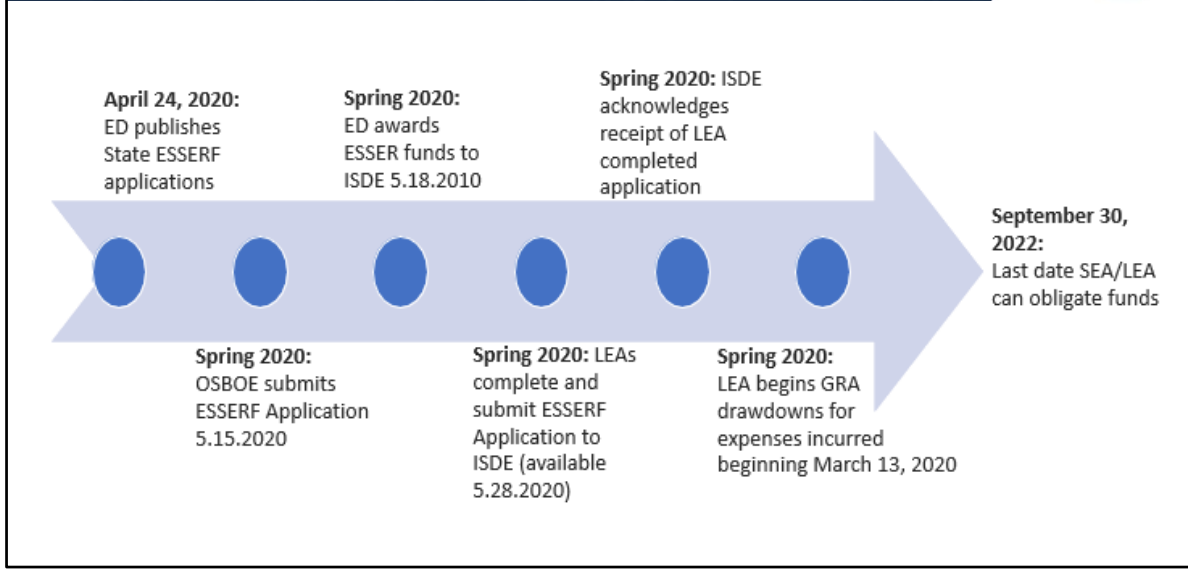 April 24, 2020:
ED publishes
State ESSERF
applications
Spring 2020:
OSBOE submits
ESSERF Application
5.15.2020
Spring 2020:
ED awards
ESSER funds to
ISDE 5.18.2010
Spring 2020: LEAs
complete and
submit ESSERF
Application to
ISDE (available
5.28.2020)
Spring 2020: ISDE
acknowledges
receipt of LEA
completed
application
Spring 2020:
LEA begins GRA
drawdowns for
expenses incurred
beginning March 13, 2020
September 30,
2022:
Last date SEA/LEA
can obligate funds